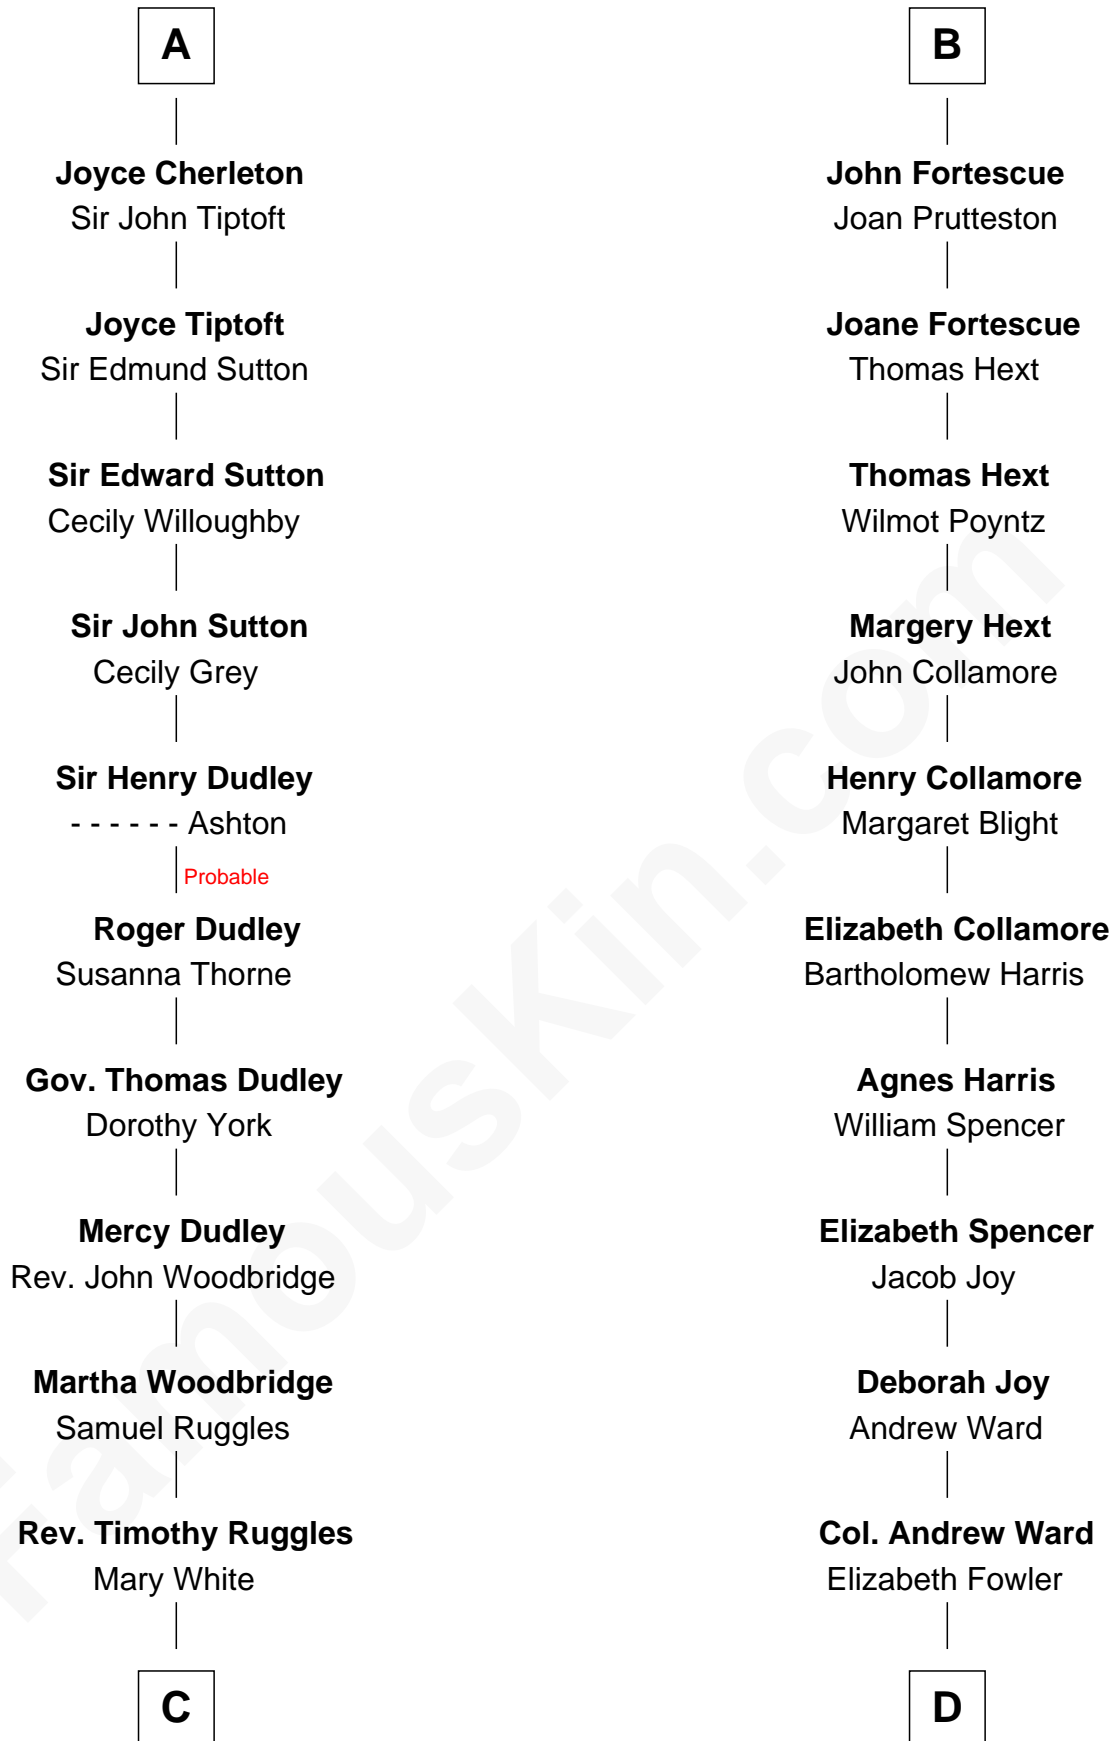 A
Joyce Cherleton
Sir John Tiptoft
Joyce Tiptoft
Sir Edmund Sutton
Sir Edward Sutton
Cecily Willoughby
Sir John Sutton
Cecily Grey
Sir Henry Dudley
- - - - - - Ashton
Probable
Roger Dudley
Susanna Thorne
Gov. Thomas Dudley
Dorothy York
Mercy Dudley
Rev. John Woodbridge
Martha Woodbridge
Samuel Ruggles
Rev. Timothy Ruggles
Mary White
C
B
John Fortescue
Joan Prutteston
Joane Fortescue
Thomas Hext
Thomas Hext
Wilmot Poyntz
Margery Hext
John Collamore
Henry Collamore
Margaret Blight
Elizabeth Collamore
Bartholomew Harris
Agnes Harris
William Spencer
Elizabeth Spencer
Jacob Joy
Deborah Joy
Andrew Ward
Col. Andrew Ward
Elizabeth Fowler
D
FamousKin.com